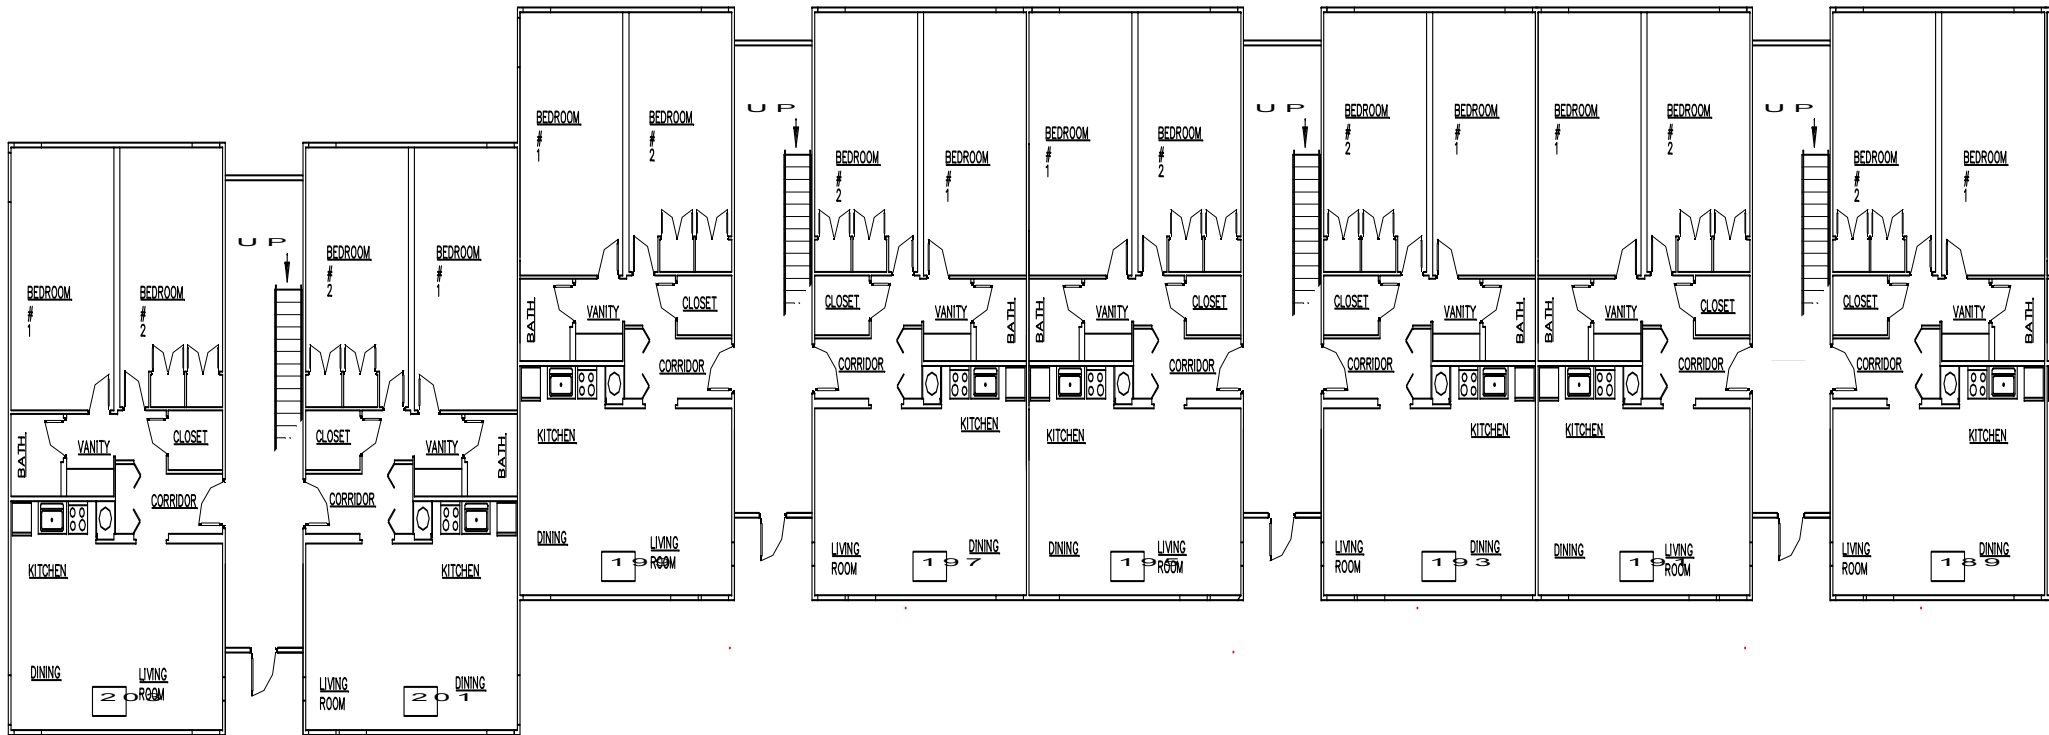 BEDROOM
#
1
BEDROOM
#
2
BATH
VANITY
CLOSET
CORRIDOR
KITCHEN
DINING
LIVING
ROOM
UP
BEDROOM
#
2
BEDROOM
#
1
CLOSET
VANITY
BATH
CORRIDOR
KITCHEN
LIVING
ROOM
DINING
201
BEDROOM
#
1
BEDROOM
#
2
BATH
VANITY
CLOSET
CORRIDOR
KITCHEN
DINING
LIVING
ROOM
UP
BEDROOM
#
2
BEDROOM
#
1
CLOSET
VANITY
BATH
CORRIDOR
KITCHEN
LIVING
ROOM
DINING
197
BEDROOM
#
1
BEDROOM
#
2
BATH
VANITY
CLOSET
CORRIDOR
KITCHEN
DINING
LIVING
ROOM
UP
BEDROOM
#
2
BEDROOM
#
1
CLOSET
VANITY
BATH
CORRIDOR
KITCHEN
LIVING
ROOM
DINING
193
BEDROOM
#
1
BEDROOM
#
2
BATH
VANITY
CLOSET
CORRIDOR
KITCHEN
DINING
LIVING
ROOM
UP
BEDROOM
#
2
BEDROOM
#
1
CLOSET
VANITY
BATH
CORRIDOR
KITCHEN
LIVING
ROOM
DINING
189